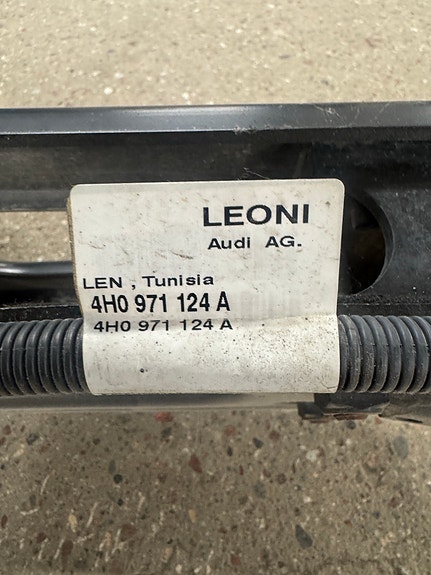 LEONI
Audi AG.
LEN , Tunisia
4H0 971 124 A
4H0 971 124 A